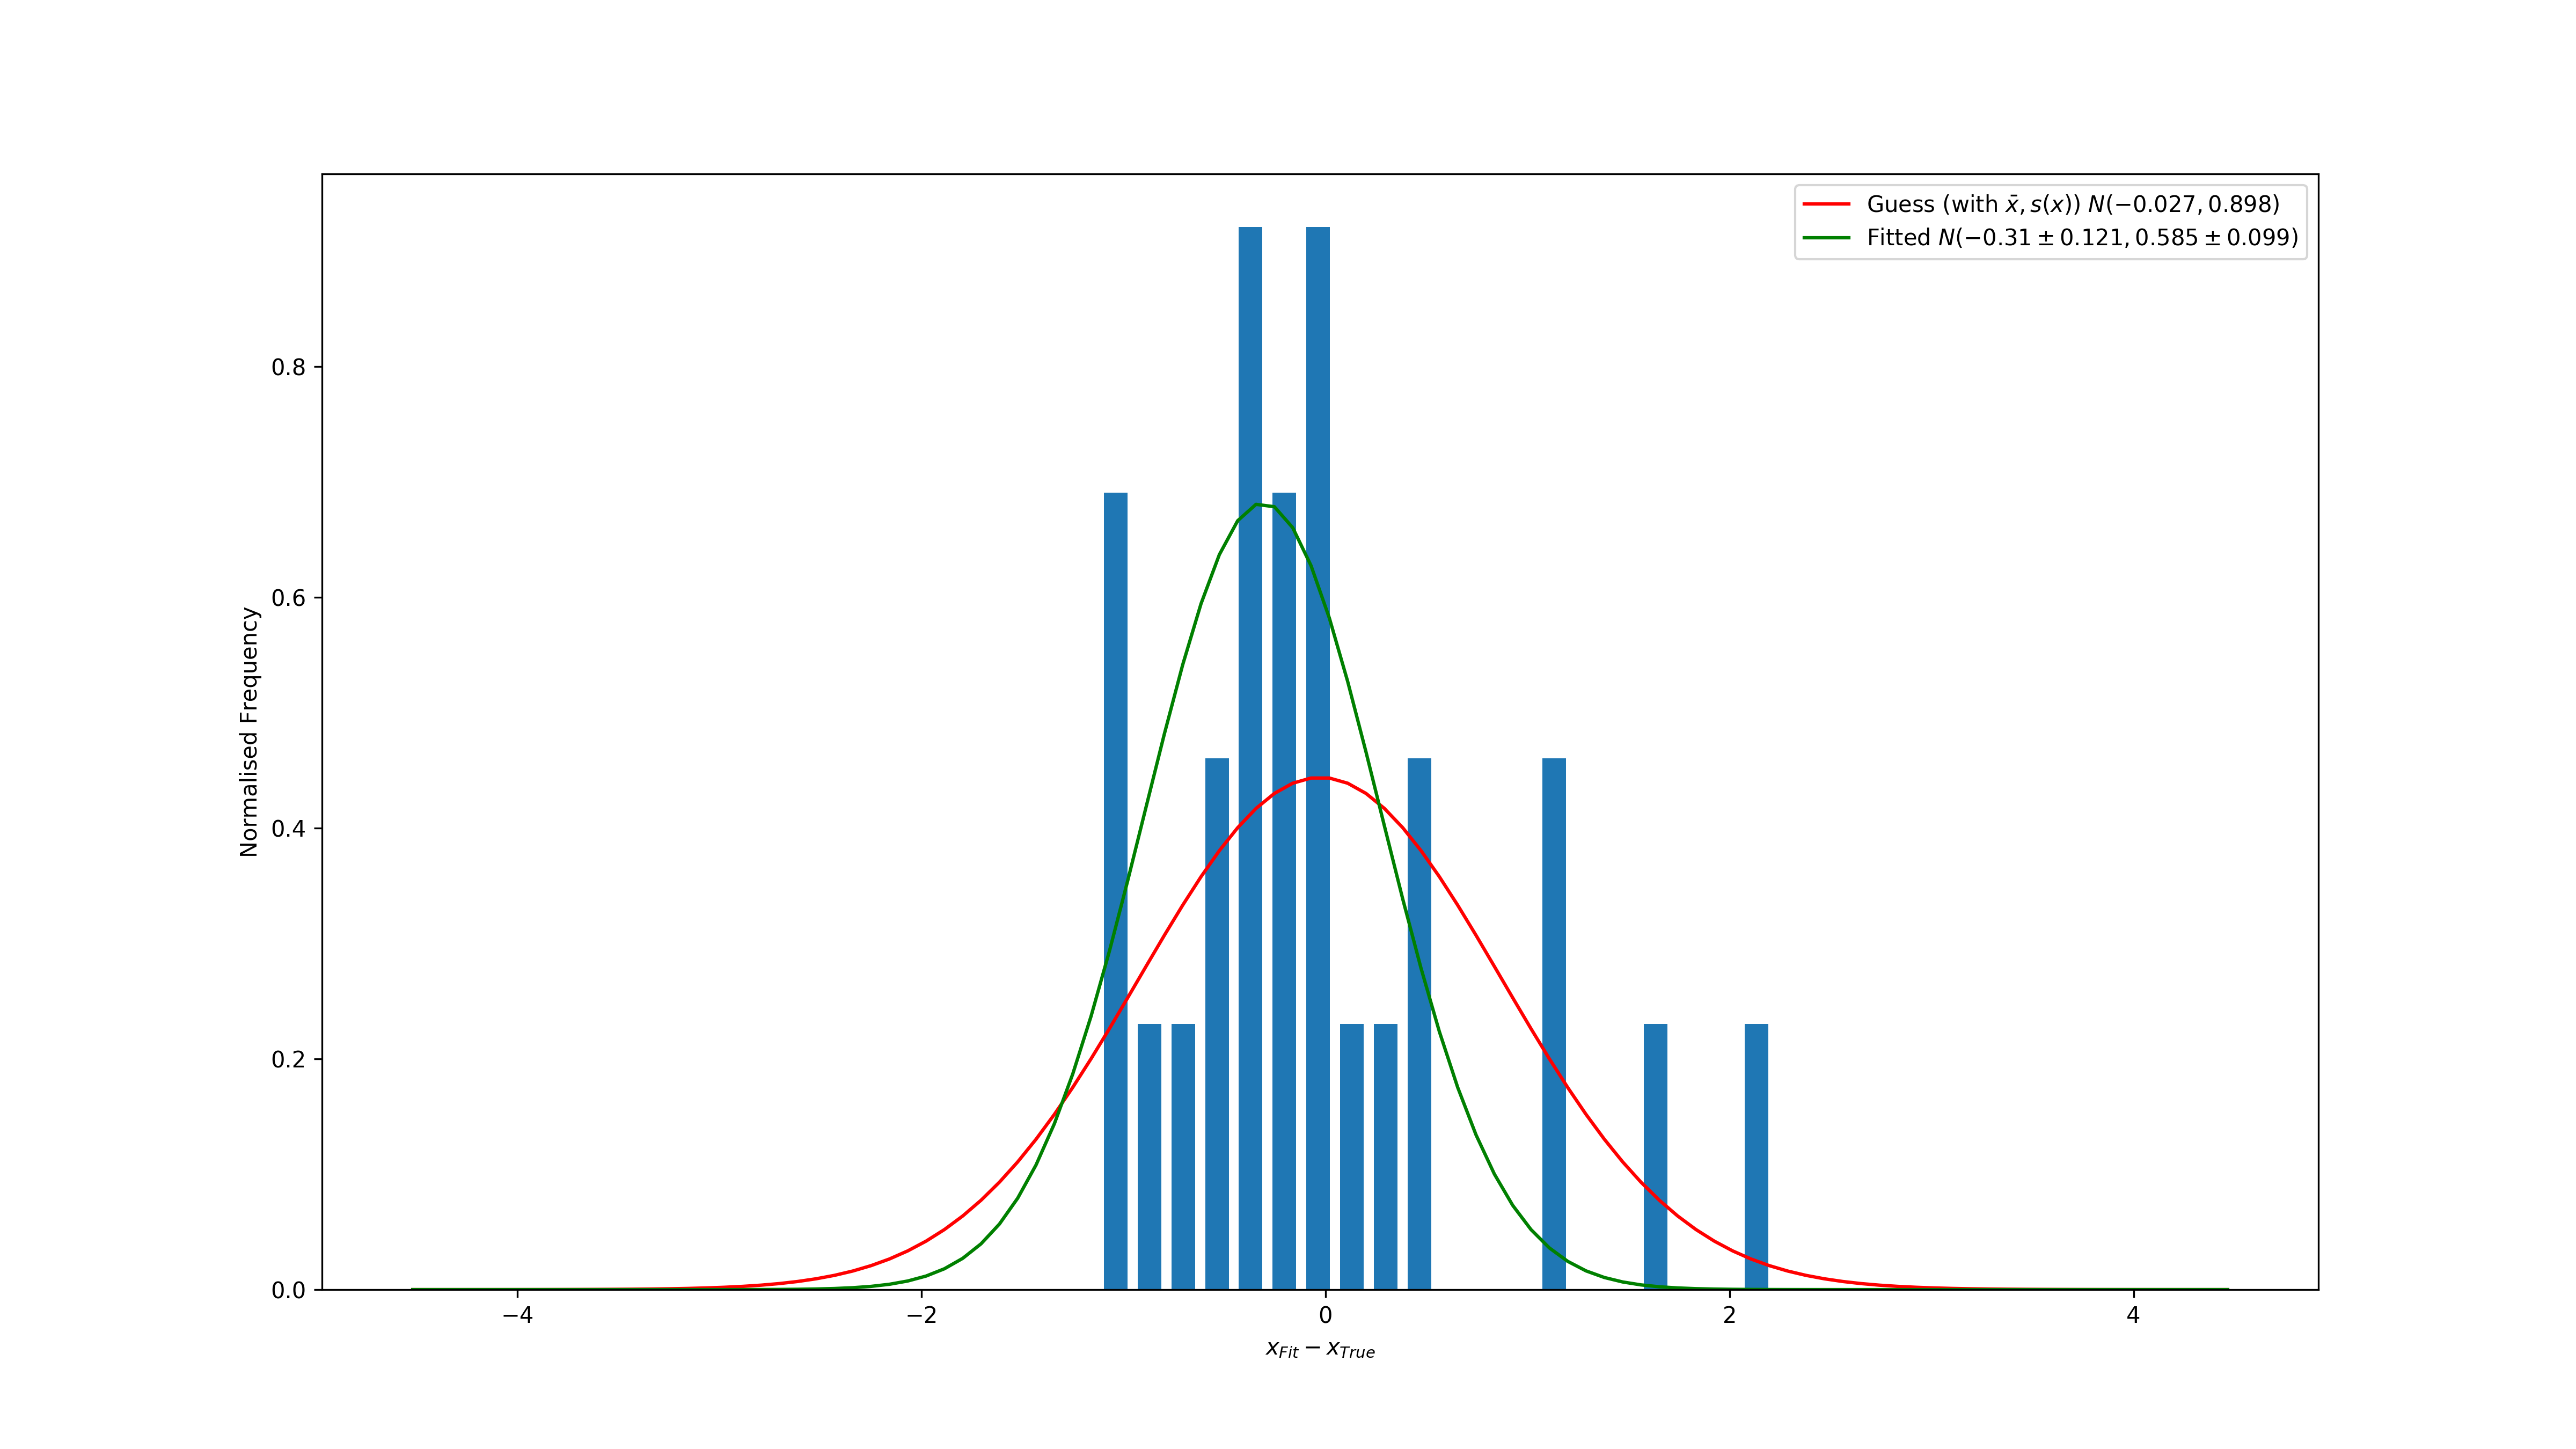 Guess (with x̄, s(x)) N(−0.027, 0.898)
Fitted N(−0.31 ± 0.121, 0.585 ± 0.099)
Normalised Frequency
0.8
0.6
0.4
0.2
0.0
−4 −2 0 2 4
x_Fit − x_True